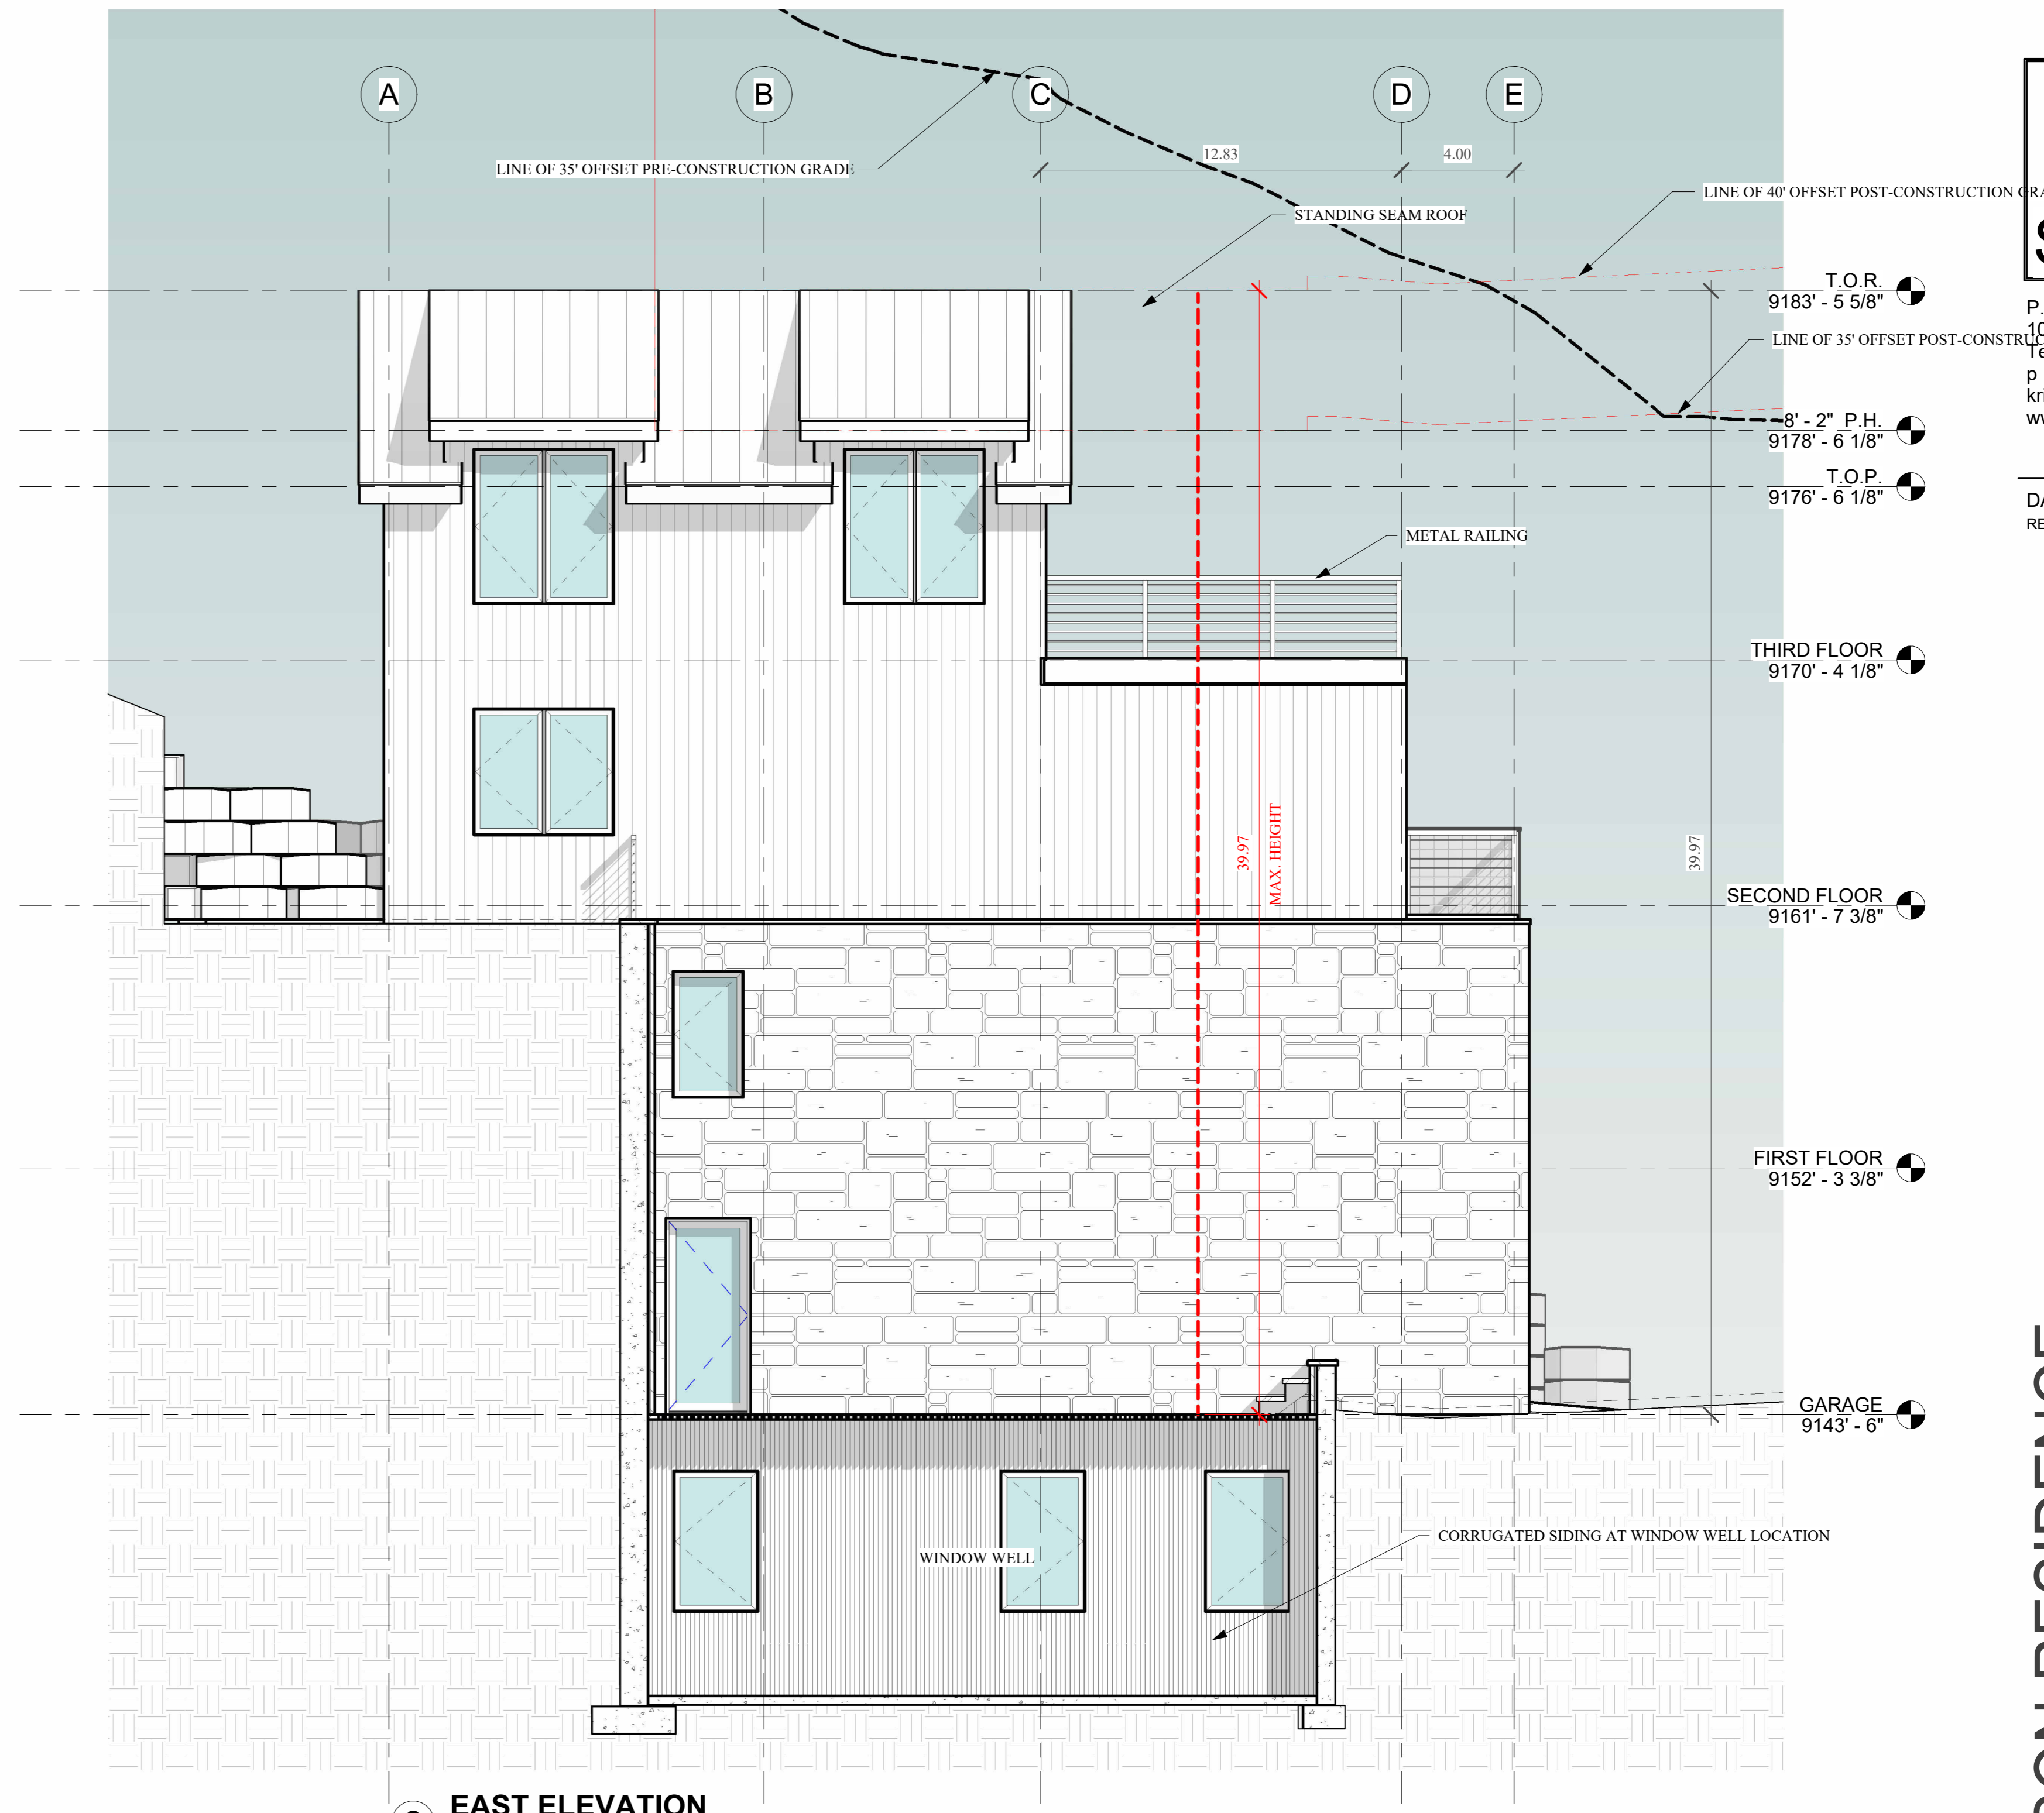 A
B
C
D
E
12.83
4.00
LINE OF 35' OFFSET PRE-CONSTRUCTION GRADE
LINE OF 40' OFFSET POST-CONSTRUCTION
STANDING SEAM ROOF
T.O.R.
9183' - 5 5/8"
P.
LINE OF 35' OFFSET POST-CONSTRUC
p
8' - 2" P.H.
9178' - 6 1/8"
T.O.P.
9176' - 6 1/8"
METAL RAILING
THIRD FLOOR
9170' - 4 1/8"
39.97
MAX. HEIGHT
39.97
SECOND FLOOR
9161' - 7 3/8"
FIRST FLOOR
9152' - 3 3/8"
GARAGE
9143' - 6"
CORRUGATED SIDING AT WINDOW WELL LOCATION
WINDOW WELL
EAST ELEVATION
RESIDENCE